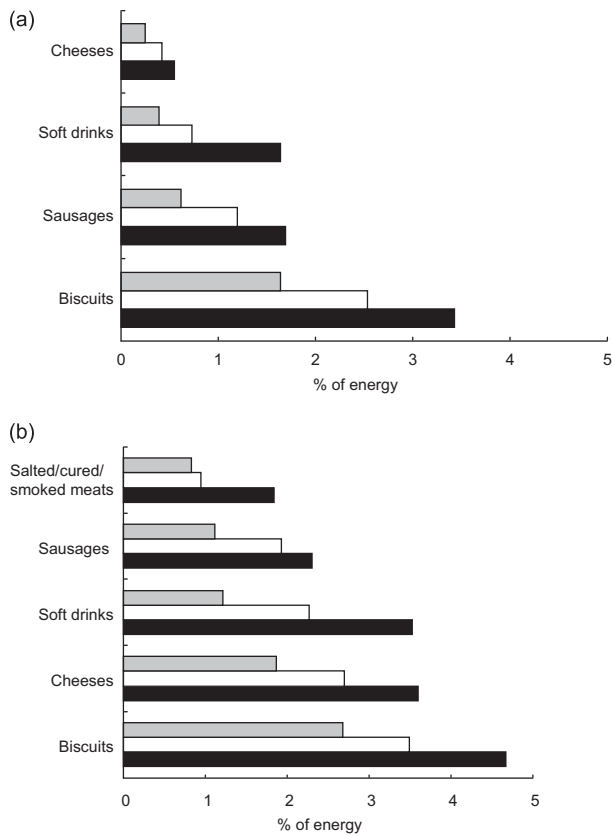 (a)
Cheeses
Soft drinks
Sausages
Biscuits
0 1 2 3 4 5
% of energy
(b)
Salted/cured/
smoked meats
Sausages
Soft drinks
Cheeses
Biscuits
0 1 2 3 4 5
% of energy